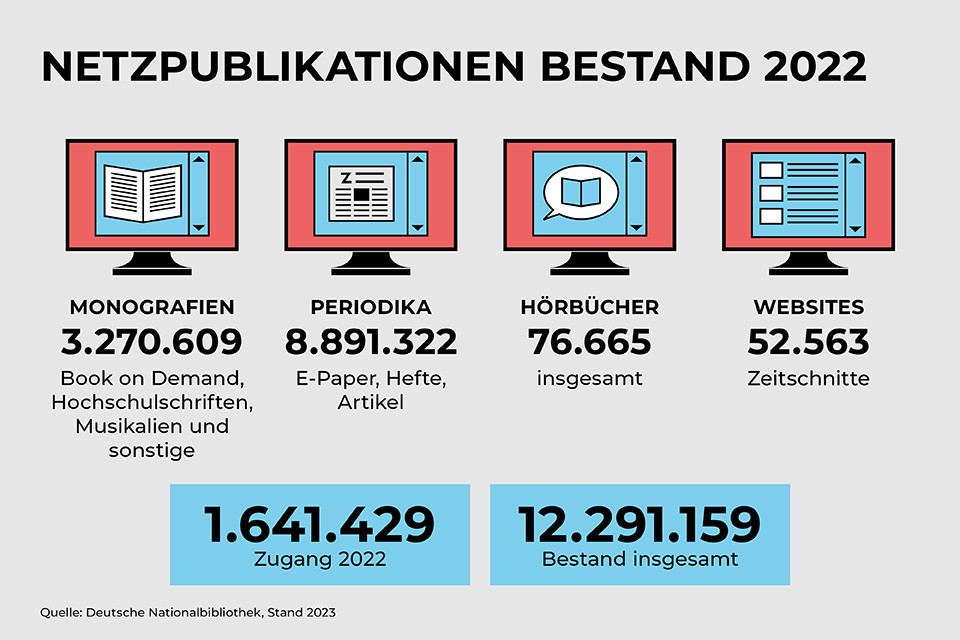 NETZPUBLIKATIONEN BESTAND 2022
Z
MONOGRAFIEN
3.270.609
Book on Demand,
Hochschulschriften,
Musikalien und
sonstige
PERIODIKA
8.891.322
E-Paper, Hefte,
Artikel
HÖRBÜCHER
76.665
insgesamt
WEBSITES
52.563
Zeitschnitte
1.641.429
Zugang 2022
12.291.159
Bestand insgesamt
Quelle: Deutsche Nationalbibliothek, Stand 2023